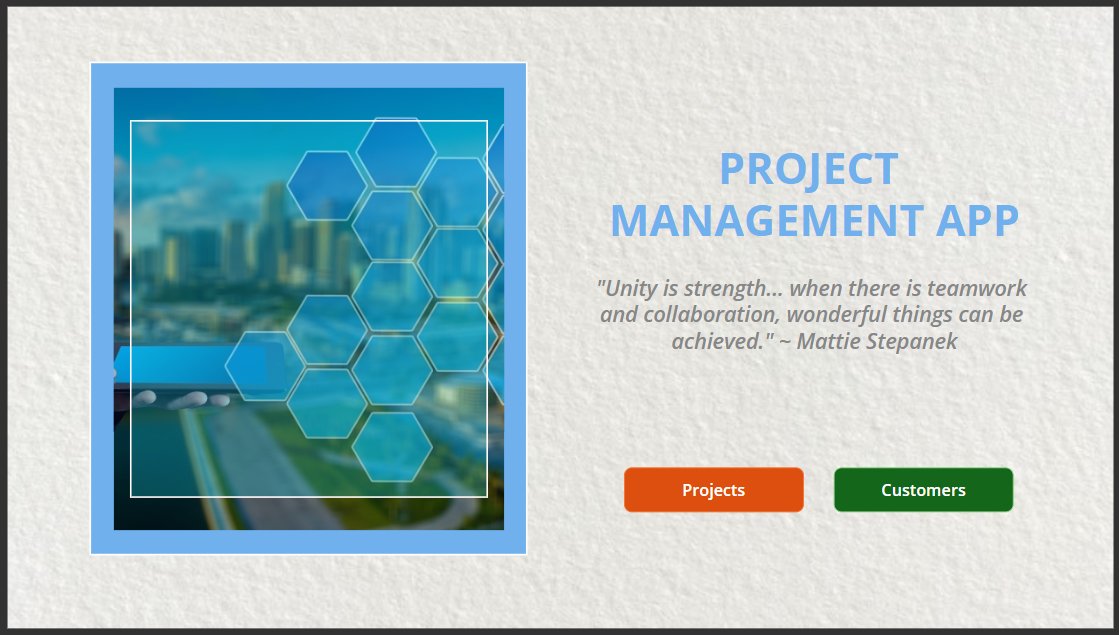 PROJECT
MANAGEMENT APP
"Unity is strength... when there is teamwork
and collaboration, wonderful things can be
achieved." ~ Mattie Stepanek
Projects
Customers